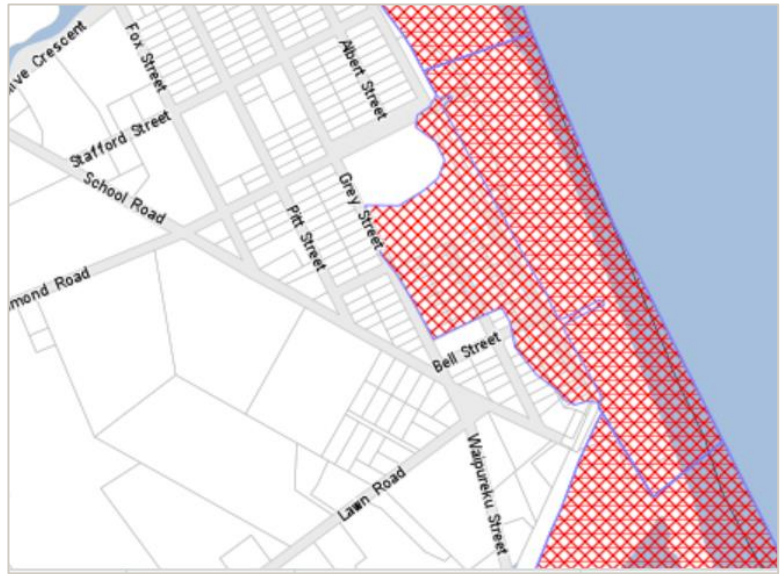 Fox Street
Albert Street
Crescent
Stafford Street
School Road
Grey Street
Pitt Street
Road
Bell Street
Lawn Road
Waipureku Street